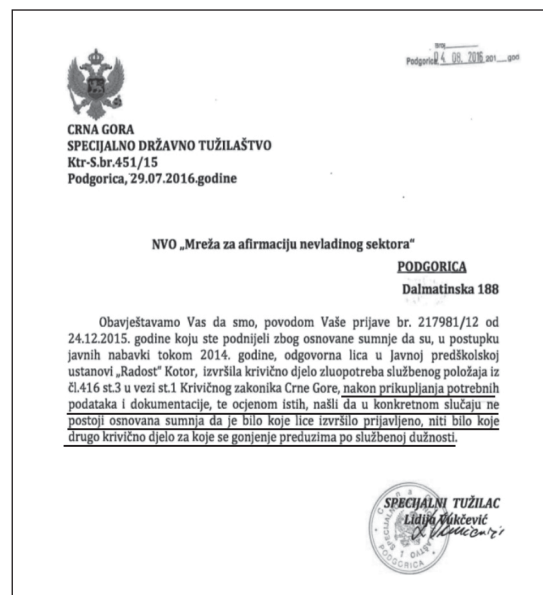 Broj
Podgorica 04. 08. 2016 201 god
CRNA GORA
SPECIJALNO DRŽAVNO TUŽILAŠTVO
Ktr-S.br.451/15
Podgorica, 29.07.2016.godine
NVO „Mreža za afirmaciju nevladinog sektora“
PODGORICA
Dalmatinska 188
Obavještavamo Vas da smo, povodom Vaše prijave br. 217981/12 od
24.12.2015. godine koju ste podnijeli zbog osnovane sumnje da su, u postupku
javnih nabavki tokom 2014. godine, odgovorna lica u Javnoj predškolskoj
ustanovi „Radost" Kotor, izvršila krivično djelo zluopotreba službenog položaja iz
čl.416 st.3 u vezi st.1 Krivičnog zakonika Crne Gore, nakon prikupljanja potrebnih
podataka i dokumentacije, te ocjenom istih, našli da u konkretnom slučaju ne
postoji osnovana sumnja da je bilo koje lice izvršilo prijavljeno, niti bilo koje
drugo krivično djelo za koje se gonjenje preduzima po službenoj dužnosti.
SPECIJALNI TUŽILAC
Lidija Vukčević
PODGORICA